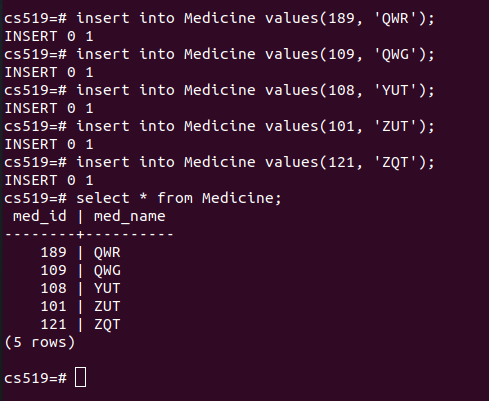 cs519=# insert into Medicine values(189, 'QWR');
INSERT 0 1
cs519=# insert into Medicine values(109, 'QWG');
INSERT 0 1
cs519=# insert into Medicine values(108, 'YUT');
INSERT 0 1
cs519=# insert into Medicine values(101, 'ZUT');
INSERT 0 1
cs519=# insert into Medicine values(121, 'ZQT');
INSERT 0 1
cs519=# select * from Medicine;
 med_id | med_name
--------+----------
    189 | QWR
    109 | QWG
    108 | YUT
    101 | ZUT
    121 | ZQT
(5 rows)

cs519=#